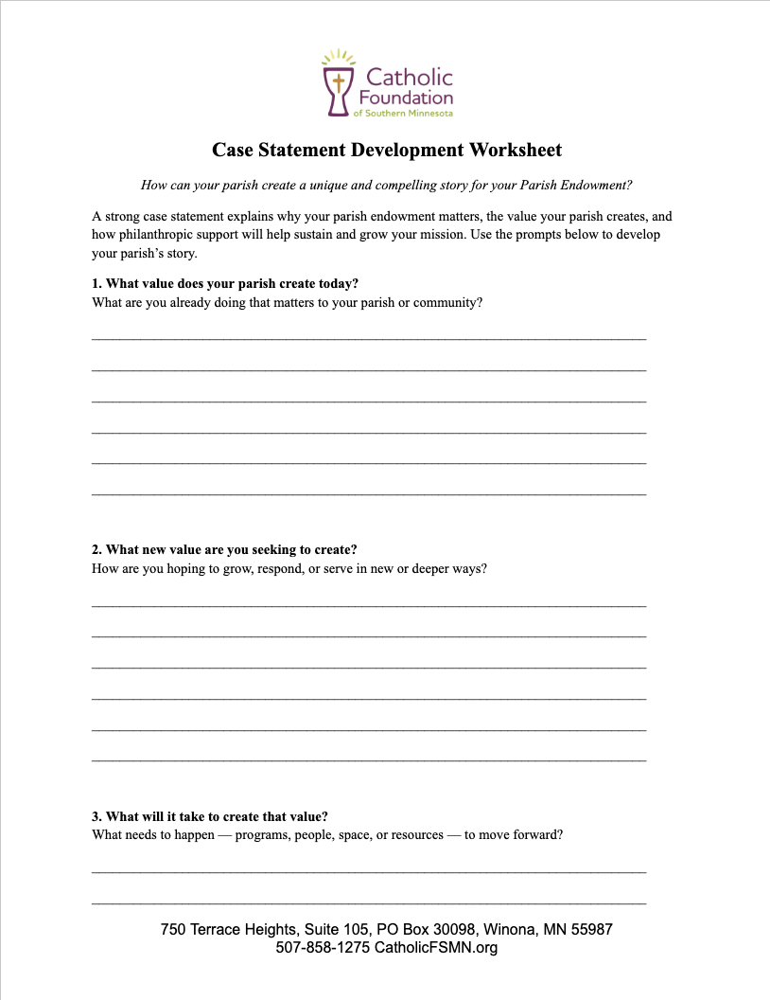 Catholic
Foundation
of Southern Minnesota
Case Statement Development Worksheet
How can your parish create a unique and compelling story for your Parish Endowment?
A strong case statement explains why your parish endowment matters, the value your parish creates, and
how philanthropic support will help sustain and grow your mission. Use the prompts below to develop
your parish’s story.
1. What value does your parish create today?
What are you already doing that matters to your parish or community?
2. What new value are you seeking to create?
How are you hoping to grow, respond, or serve in new or deeper ways?
3. What will it take to create that value?
What needs to happen — programs, people, space, or resources — to move forward?
750 Terrace Heights, Suite 105, PO Box 30098, Winona, MN 55987
507-858-1275 CatholicFSMN.org